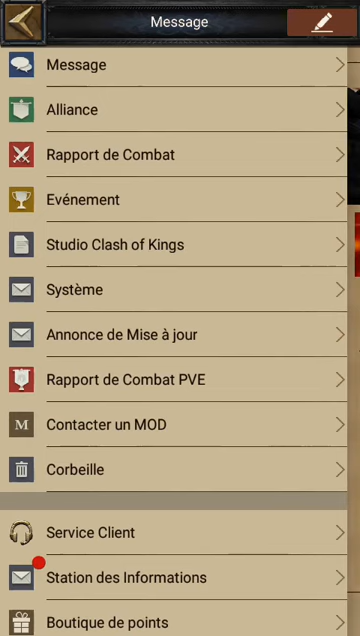 Message
Message
Alliance
Rapport de Combat
Evénement
Studio Clash of Kings
Système
Annonce de Mise à jour
Rapport de Combat PVE
M
Contacter un MOD
Corbeille
Service Client
Station des Informations
Boutique de points